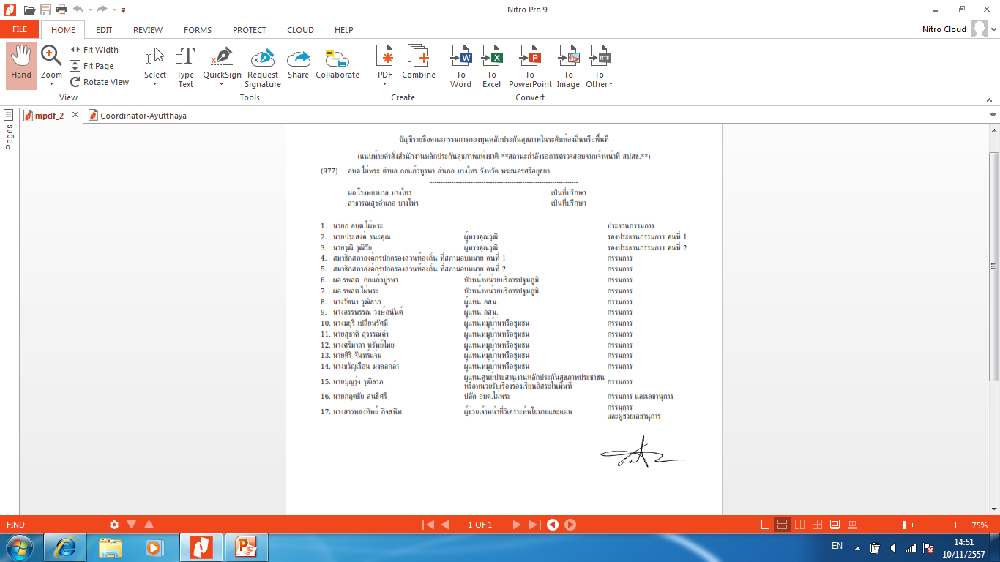 Nitro Pro 9
FILE HOME EDIT REVIEW FORMS PROTECT CLOUD HELP Nitro Cloud
Hand Zoom Fit Width Fit Page Rotate View Select Type Text QuickSign Request Signature Share Collaborate PDF Combine To Word To Excel To PowerPoint To Image To Other
View Tools Create Convert
mpdf_2 Coordinator-Ayutthaya
Pages
บัญชีรายชื่อคณะกรรมการกองทุนหลักประกันสุขภาพในระดับท้องถิ่นหรือพื้นที่
(แนบท้ายคำสั่งสำนักงานหลักประกันสุขภาพแห่งชาติ **สถานะกำลังรอการตรวจสอบจากเจ้าหน้าที่ สปสช.**)
(977) อบต.ไผ่พระ ตำบล กกแก้วบูรพา อำเภอ บางไทร จังหวัด พระนครศรีอยุธยา
ผอ.โรงพยาบาล บางไทร เป็นที่ปรึกษา
สาธารณสุขอำเภอ บางไทร เป็นที่ปรึกษา
1. นายก อบต.ไผ่พระ ประธานกรรมการ
2. นายประสงค์ ธนะคุณ ผู้ทรงคุณวุฒิ รองประธานกรรมการ คนที่ 1
3. นายวุฒิ วุฒิวัย ผู้ทรงคุณวุฒิ รองประธานกรรมการ คนที่ 2
4. สมาชิกสภาองค์กรปกครองส่วนท้องถิ่น ที่สภามอบหมาย คนที่ 1 กรรมการ
5. สมาชิกสภาองค์กรปกครองส่วนท้องถิ่น ที่สภามอบหมาย คนที่ 2 กรรมการ
6. ผอ.รพสต. กกแก้วบูรพา หัวหน้าหน่วยบริการปฐมภูมิ กรรมการ
7. ผอ.รพสต.ไผ่พระ หัวหน้าหน่วยบริการปฐมภูมิ กรรมการ
8. นางรัตนา วุฒิลาภ ผู้แทน อสม. กรรมการ
9. นางอรรพรรณ วงษ์อนันต์ ผู้แทน อสม. กรรมการ
10. นางมยุรี เปลี่ยนรัศมี ผู้แทนหมู่บ้านหรือชุมชน กรรมการ
11. นายสุชาติ สุวรรณคำ ผู้แทนหมู่บ้านหรือชุมชน กรรมการ
12. นางศรีมาลา ทรัพย์ไทย ผู้แทนหมู่บ้านหรือชุมชน กรรมการ
13. นายศิริ จันทร์แจ่ม ผู้แทนหมู่บ้านหรือชุมชน กรรมการ
14. นางขวัญเรือน มงคลกล้า ผู้แทนหมู่บ้านหรือชุมชน กรรมการ
15. นายบุญรุ่ง วุฒิลาภ ผู้แทนศูนย์ประสานงานหลักประกันสุขภาพประชาชน กรรมการ
หรือหน่วยรับเรื่องร้องเรียนอิสระในพื้นที่
16. นายกฤตชัย สนธิศรี ปลัด อบต.ไผ่พระ กรรมการ และเลขานุการ
17. นางสาวทองทิพย์ กิจสนิท ผู้ช่วยเจ้าหน้าที่วิเคราะห์นโยบายและแผน กรรมการ
และผู้ช่วยเลขานุการ
FIND 1 OF 1 75%
EN 14:51
10/11/2557